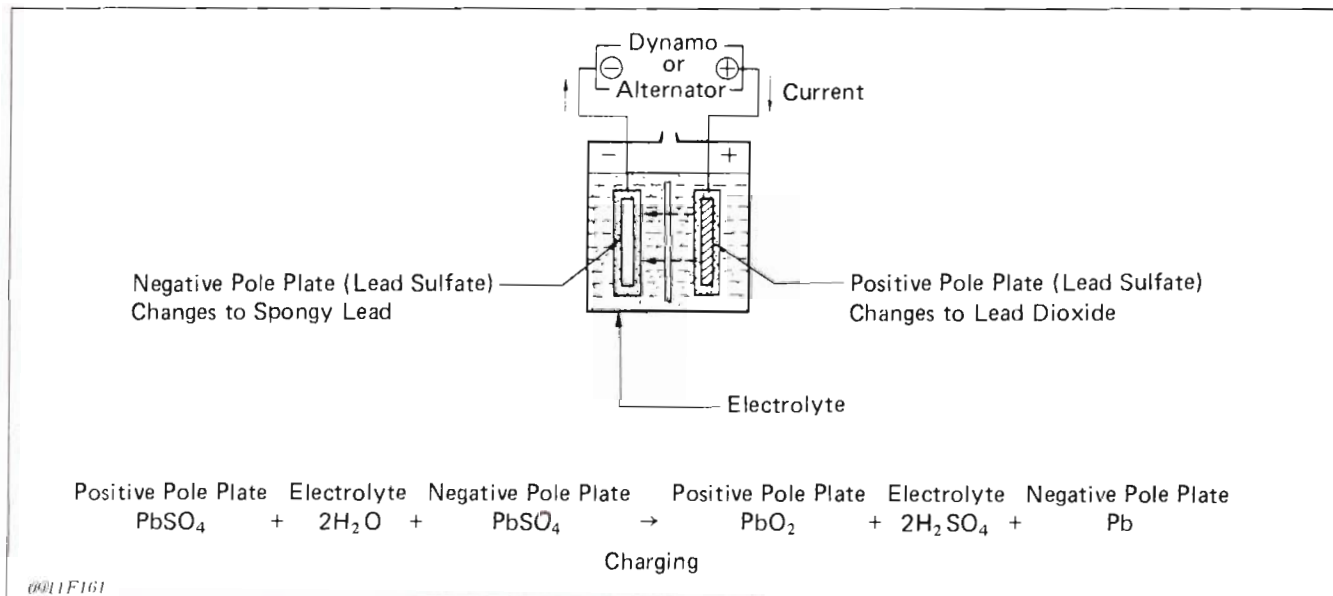 Dynamo
or
⊖ ⊕
Alternator
Current
− +
Negative Pole Plate (Lead Sulfate)
Changes to Spongy Lead
Positive Pole Plate (Lead Sulfate)
Changes to Lead Dioxide
Electrolyte
Positive Pole Plate Electrolyte Negative Pole Plate Positive Pole Plate Electrolyte Negative Pole Plate
PbSO₄ + 2H₂O + PbSO₄ → PbO₂ + 2H₂SO₄ + Pb
Charging
0011F161